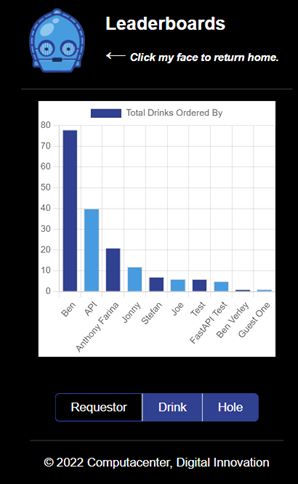 Leaderboards
← Click my face to return home.
Total Drinks Ordered By
80
70
60
50
40
30
20
10
0
Ben
API
Anthony Farina
Jonny
Stefan
Joe
Test
FastAPI Test
Ben Verley
Guest One
Requestor Drink Hole
© 2022 Computacenter, Digital Innovation